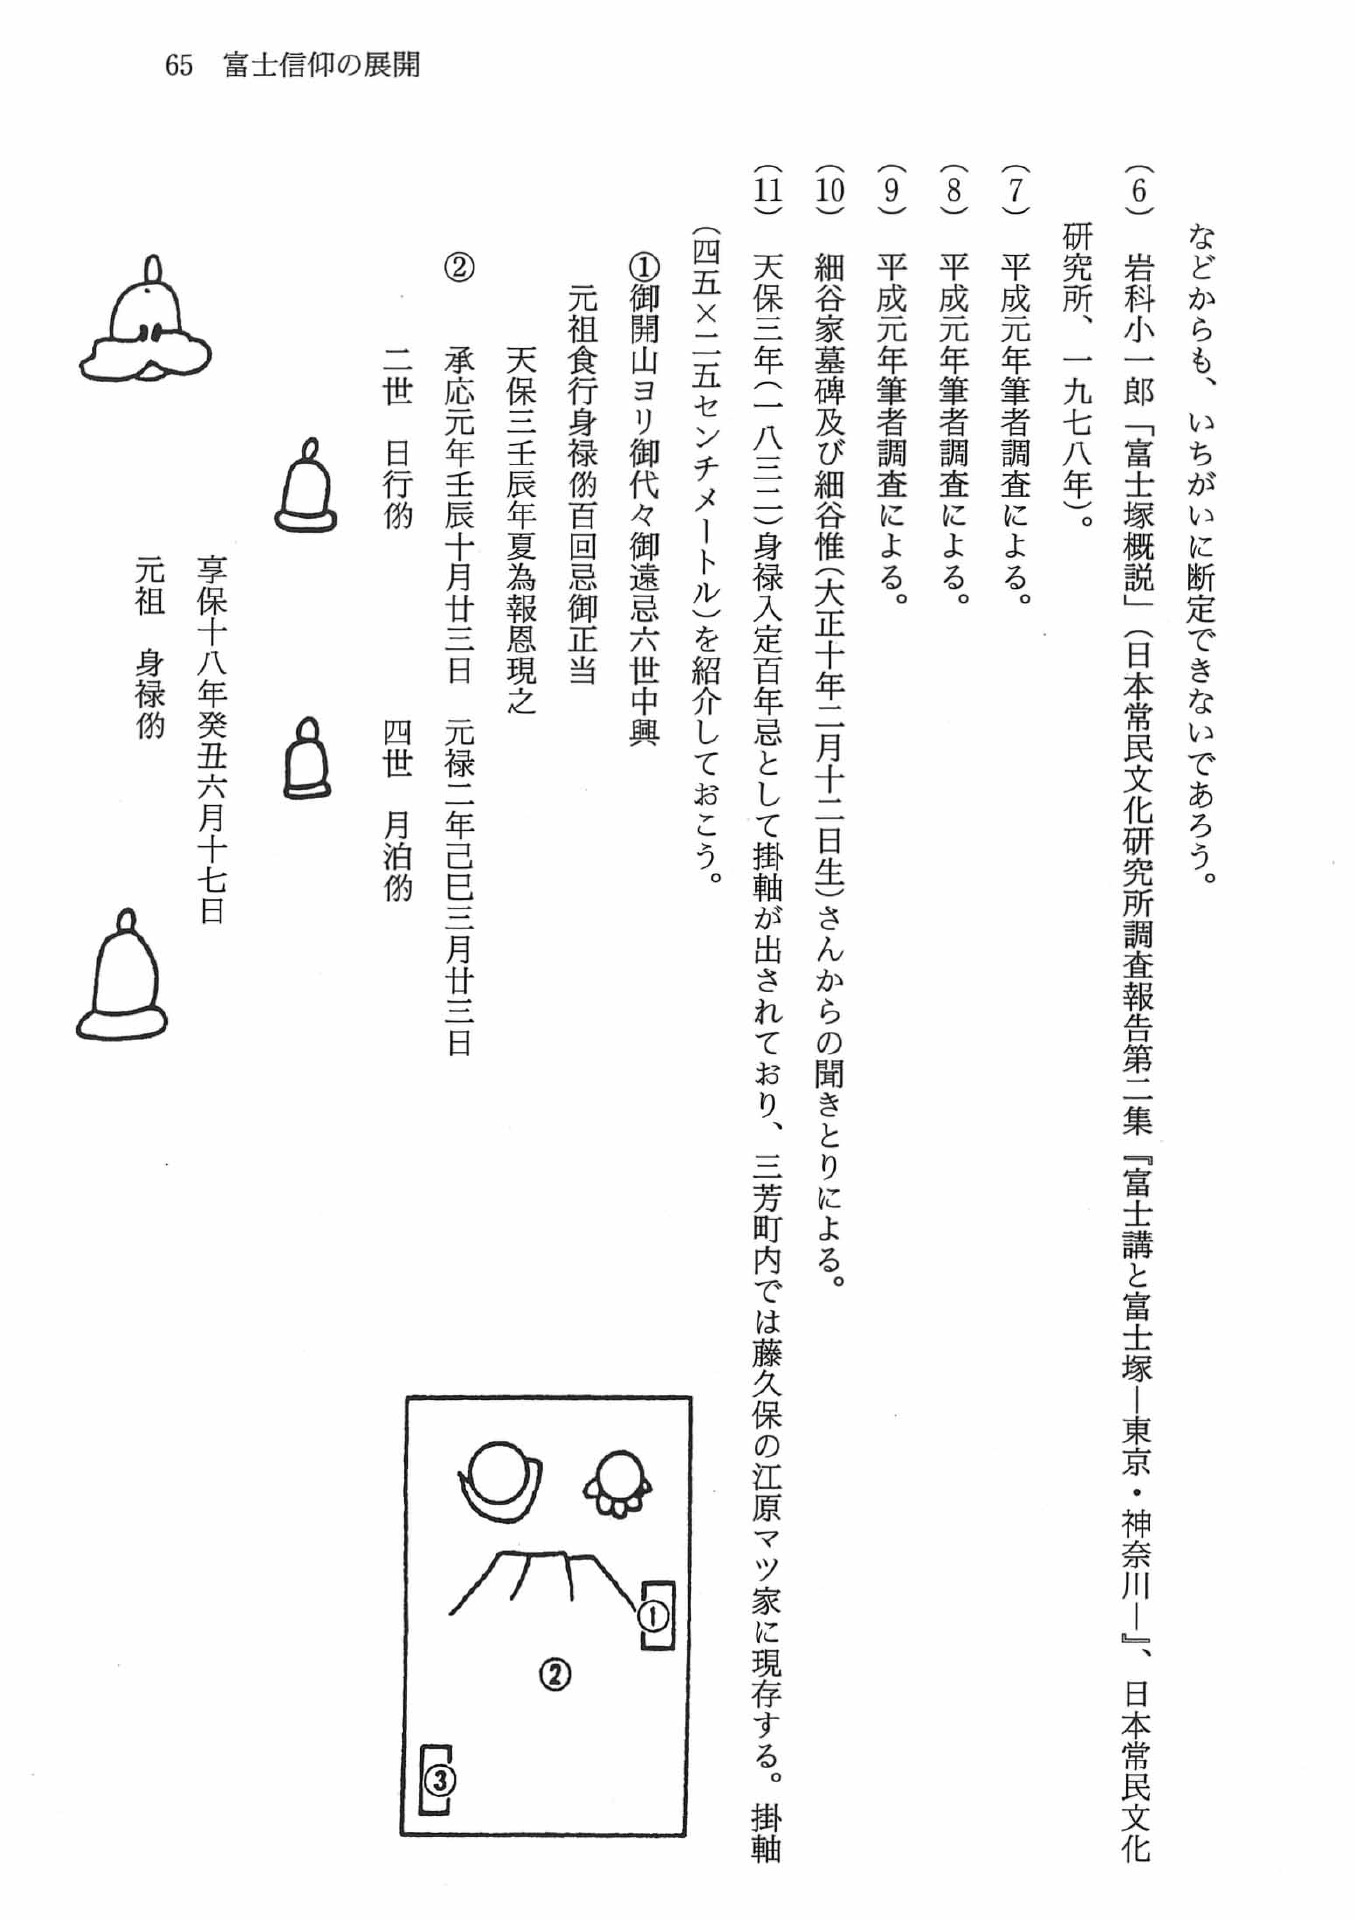 65 富士信仰の展開
などからも、いちがいに断定できないであろう。
(6) 岩科小一郎「富士塚概説」(日本常民文化研究所調査報告第二集『富士講と富士塚―東京・神奈川―』、日本常民文化
研究所、一九七八年)。
(7) 平成元年筆者調査による。
(8) 平成元年筆者調査による。
(9) 平成元年筆者調査による。
(10) 細谷家墓碑及び細谷惟(大正十年二月十二日生)さんからの聞きとりによる。
(11) 天保三年(一八三二)身禄入定百年忌として掛軸が出されており、三芳町内では藤久保の江原マツ家に現存する。掛軸
(四五×二五センチメートル)を紹介しておこう。
①御開山ヨリ御代々御遠忌六世中興
元祖食行身禄百回忌御正当
天保三壬辰年夏為報恩現之
② 承応元年壬辰十月廿三日 元禄二年己巳三月廿三日
二世 日行 四世 月泊
享保十八年癸丑六月十七日
元祖 身禄
①
②
③